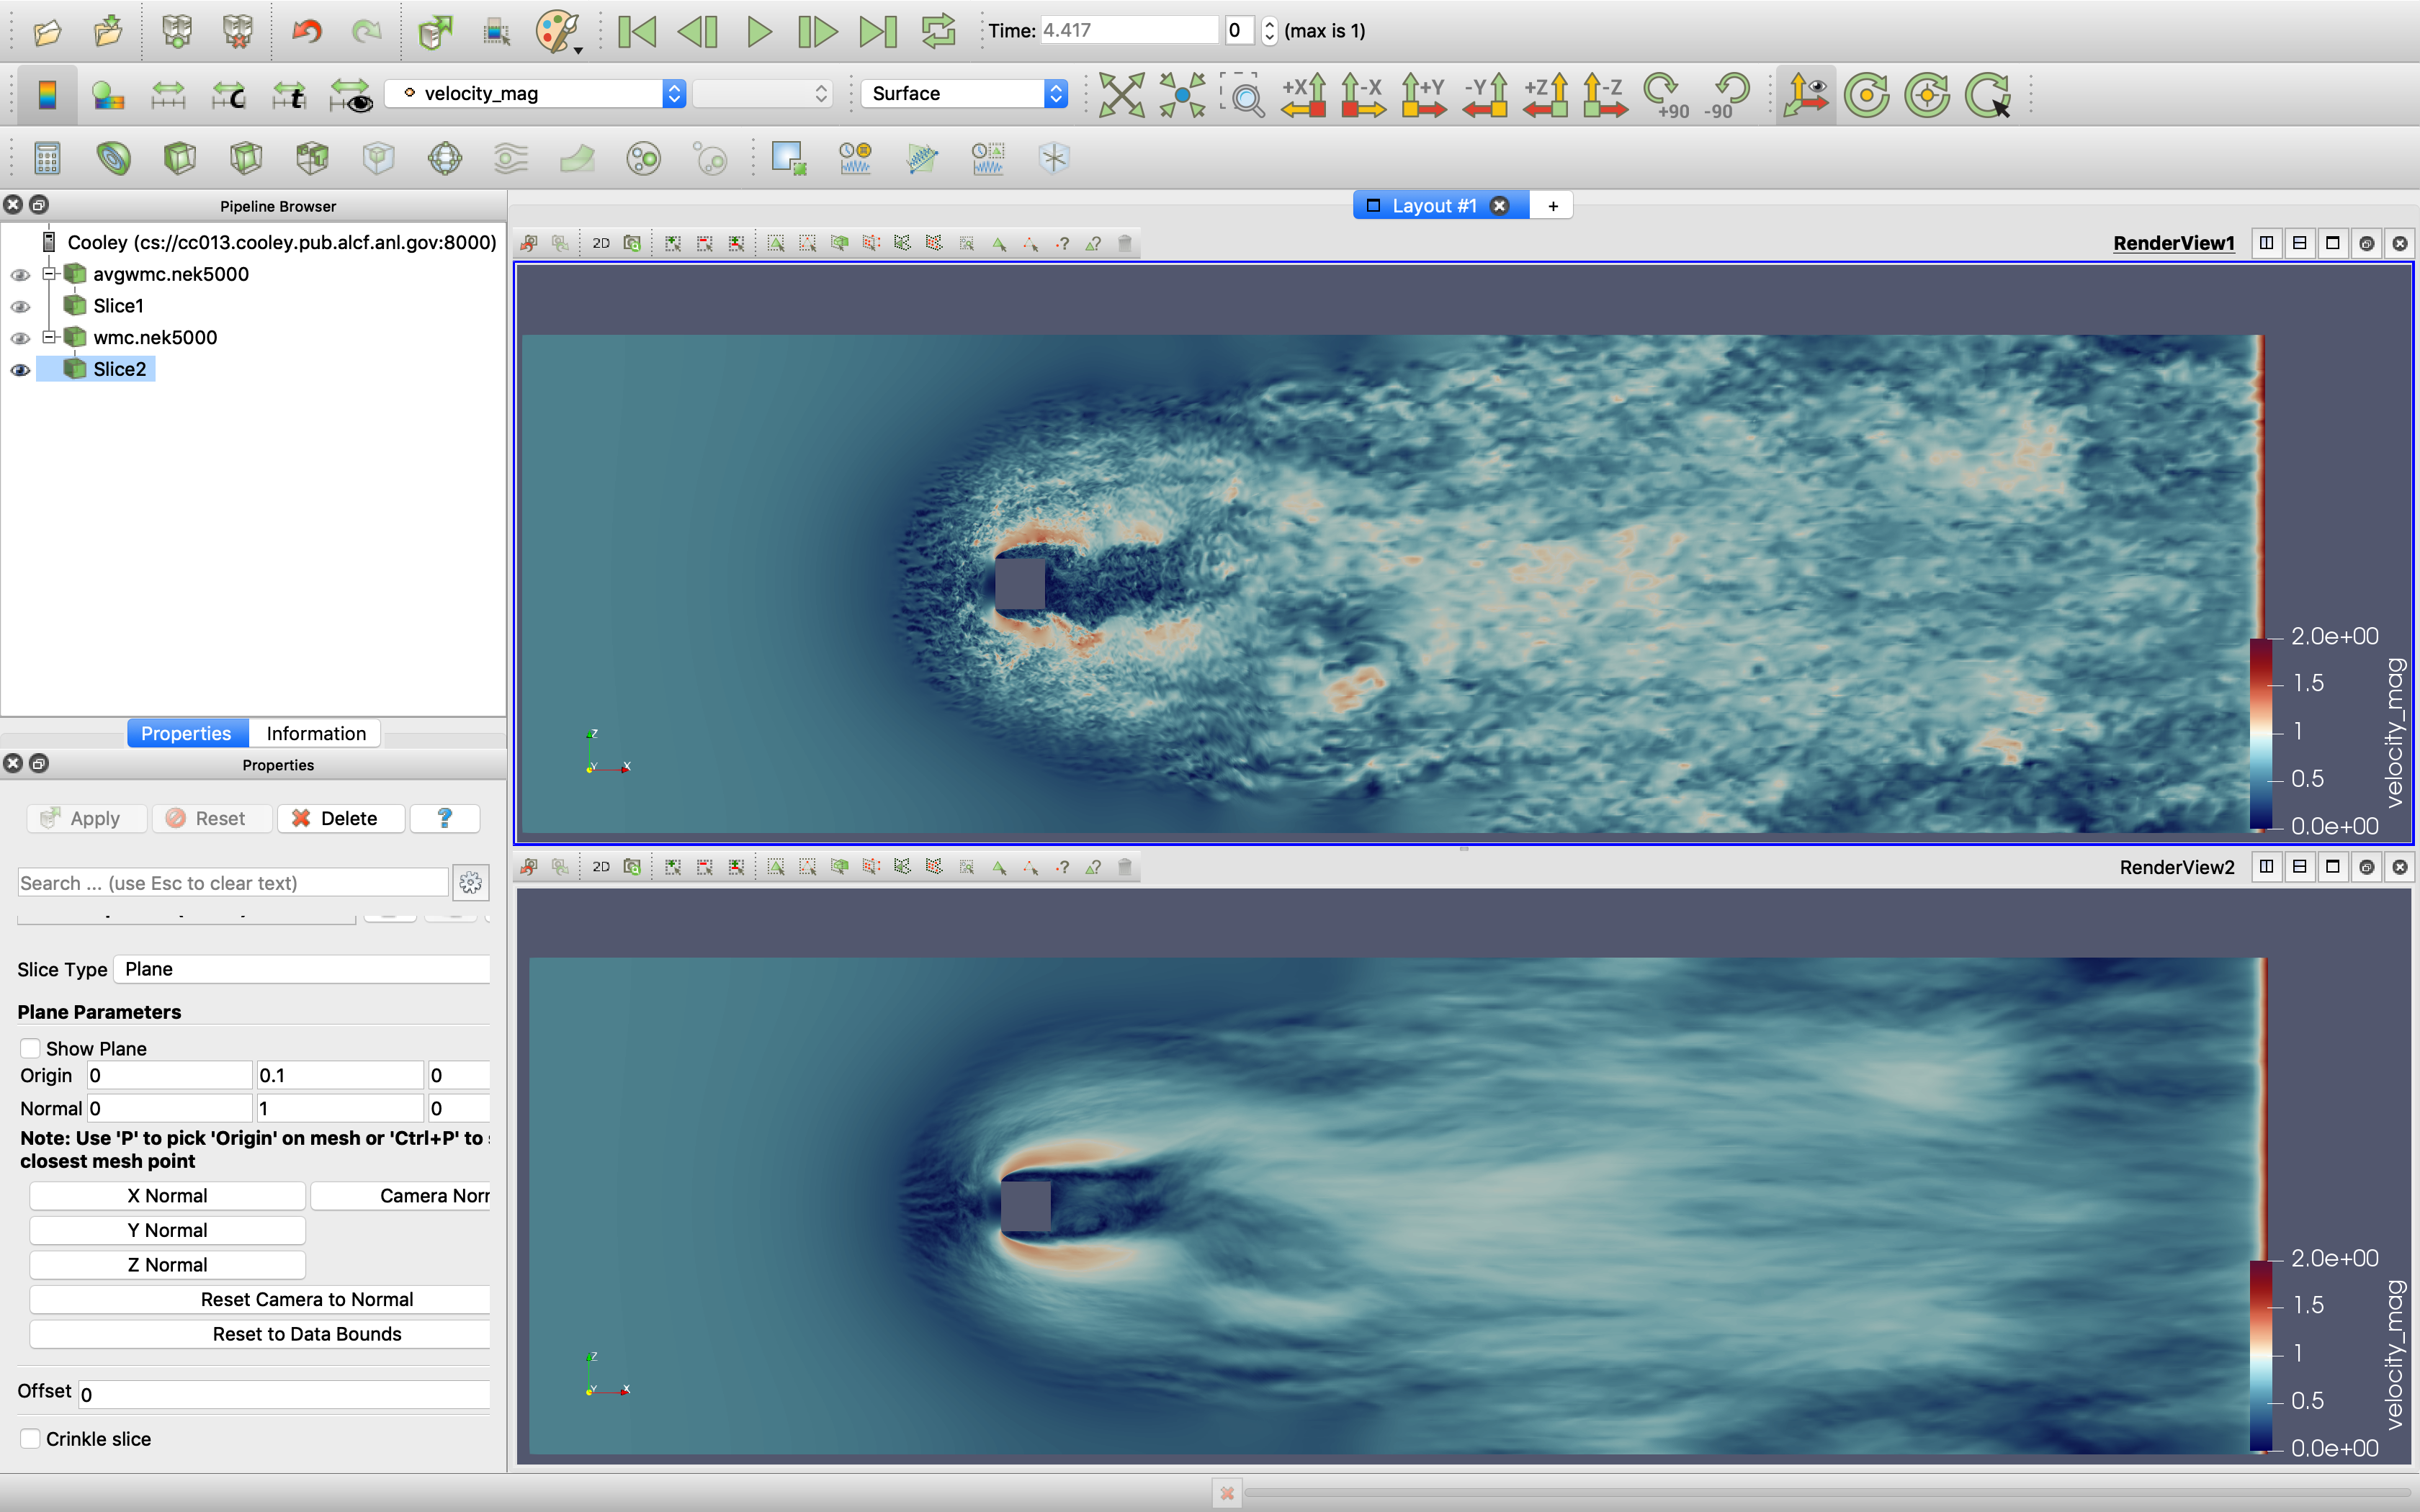 Time: 4.417 0 (max is 1)
velocity_mag Surface +X -X +Y -Y +Z -Z +90 -90
C t
Pipeline Browser
Layout #1 +
Cooley (cs://cc013.cooley.pub.alcf.anl.gov:8000)
avgwmc.nek5000
Slice1
wmc.nek5000
Slice2
Properties Information
Properties
Apply Reset Delete ?
Search ... (use Esc to clear text)
Slice Type Plane
Plane Parameters
Show Plane
Origin 0 0.1 0
Normal 0 1 0
Note: Use 'P' to pick 'Origin' on mesh or 'Ctrl+P' to
closest mesh point
X Normal Camera Norr
Y Normal
Z Normal
Reset Camera to Normal
Reset to Data Bounds
Offset 0
Crinkle slice
2D ? ? RenderView1
2.0e+00
1.5
1
0.5
0.0e+00
velocity_mag
Z
Y X
2D ? ? RenderView2
2.0e+00
1.5
1
0.5
0.0e+00
velocity_mag
Z
Y X